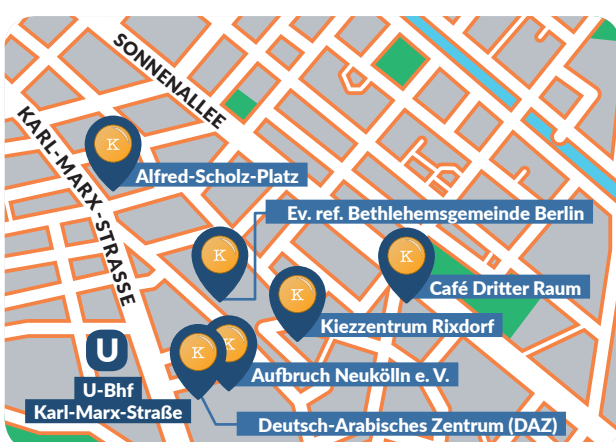 SONNENALLEE
KARL-MARX-STRASSE
K
Alfred-Scholz-Platz
Ev. ref. Bethlehemsgemeinde Berlin
K
K
Café Dritter Raum
K
Kiezzentrum Rixdorf
U
U-Bhf
Karl-Marx-Straße
K
K
Aufbruch Neukölln e. V.
Deutsch-Arabisches Zentrum (DAZ)